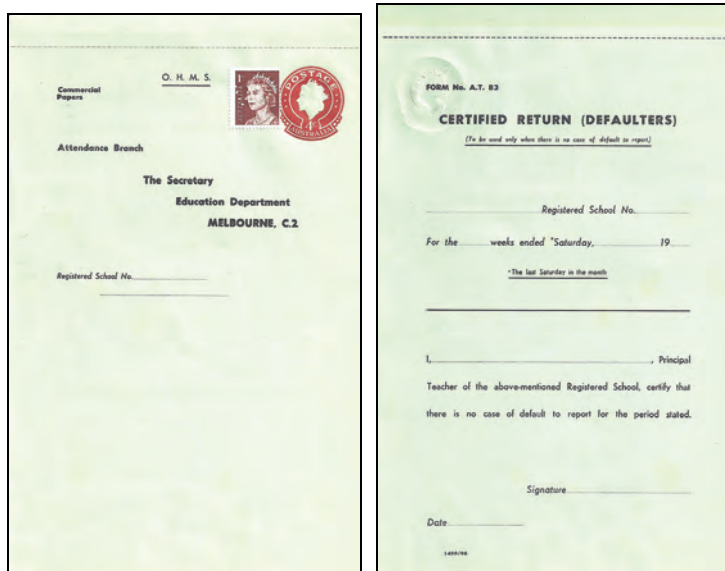 O. H. M. S.
Commercial
Papers
POSTAGE
AUSTRALIA
Attendance Branch
The Secretary
Education Department
MELBOURNE, C.2
Registered School No.
FORM No. A.T. 83
CERTIFIED RETURN (DEFAULTERS)
(To be used only when there is no case of default to report)
Registered School No.
For the weeks ended *Saturday, 19
*The last Saturday in the month
I, , Principal
Teacher of the above-mentioned Registered School, certify that
there is no case of default to report for the period stated.
Signature
Date